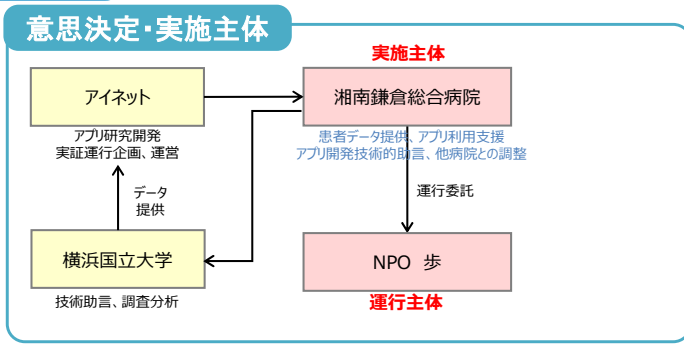 意思決定・実施主体
実施主体
アイネット
湘南鎌倉総合病院
アプリ研究開発
実証運行企画、運営
患者データ提供、アプリ利用支援
アプリ開発技術的助言、他病院との調整
データ
提供
運行委託
横浜国立大学
NPO 歩
技術助言、調査分析
運行主体